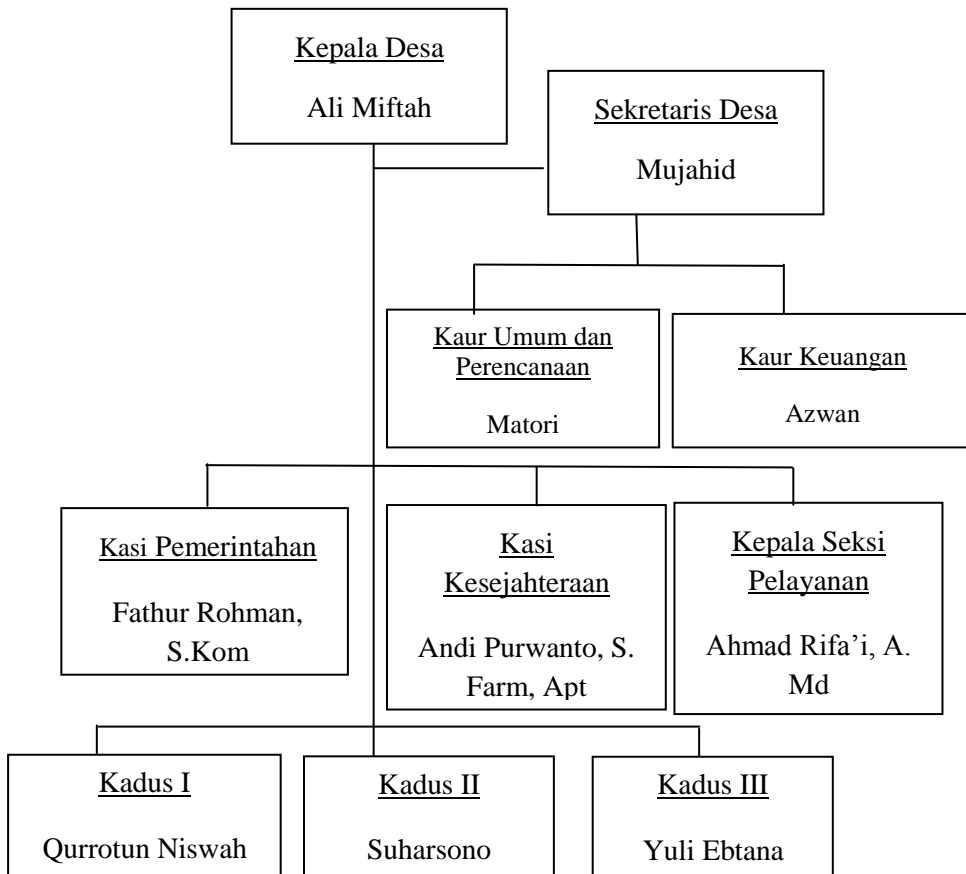 Kepala Desa
Ali Miftah
Sekretaris Desa
Mujahid
Kaur Umum dan
Perencanaan
Matori
Kaur Keuangan
Azwan
Kasi Pemerintahan
Fathur Rohman,
S.Kom
Kasi
Kesejahteraan
Andi Purwanto, S.
Farm, Apt
Kepala Seksi
Pelayanan
Ahmad Rifa’i, A.
Md
Kadus I
Qurrotun Niswah
Kadus II
Suharsono
Kadus III
Yuli Ebtana